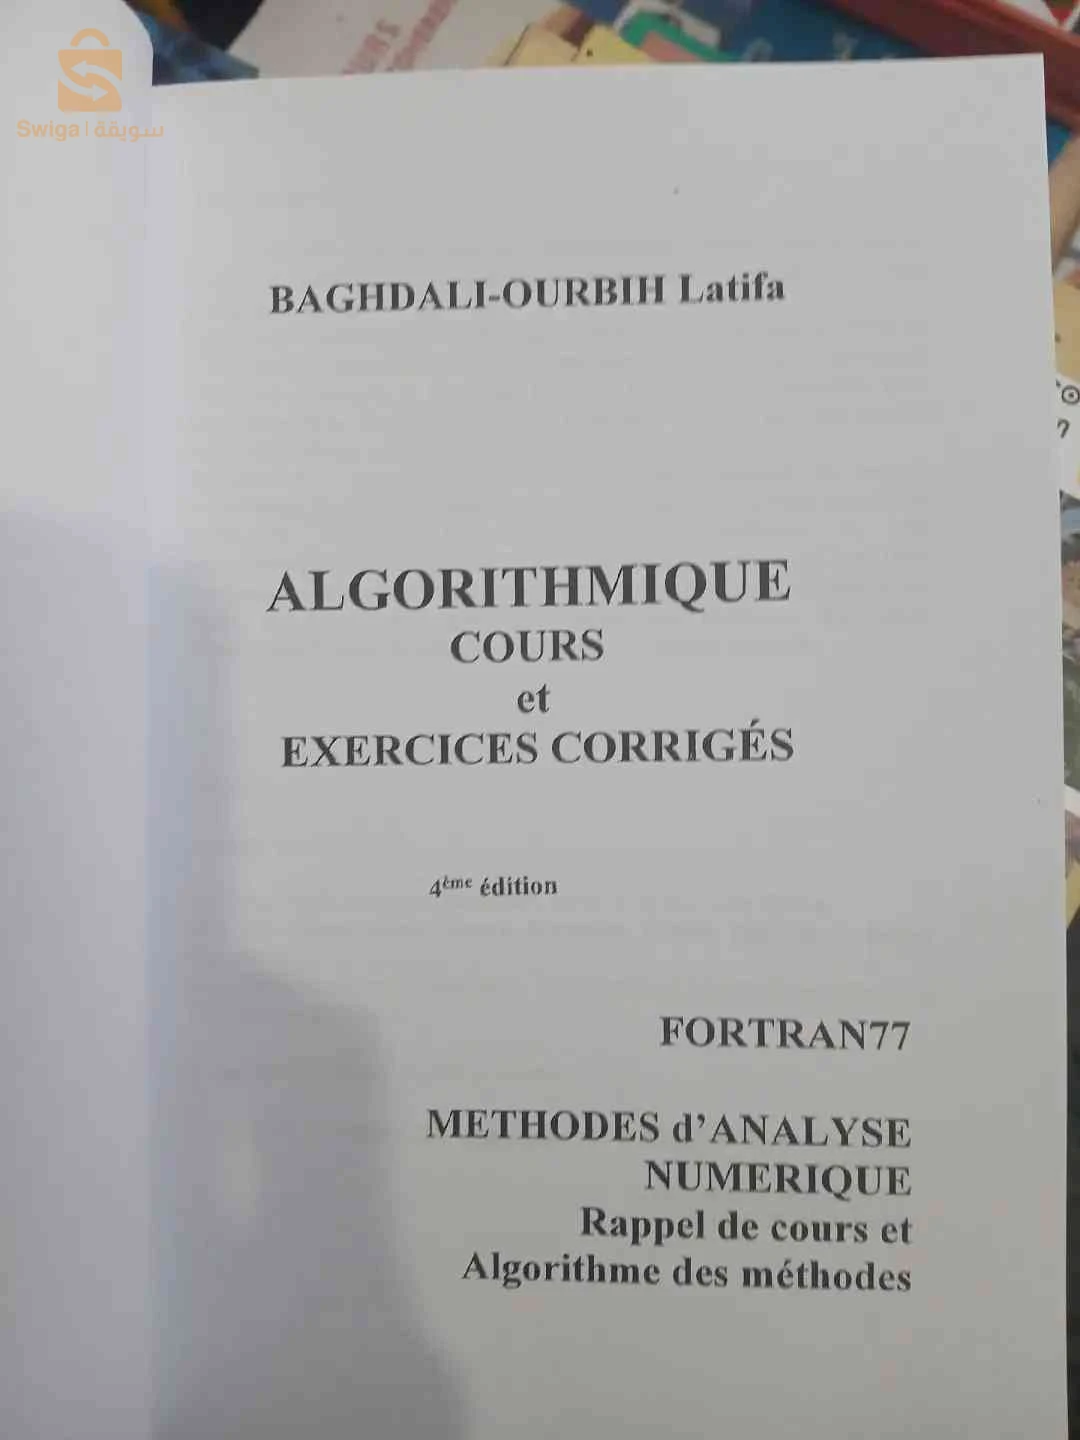 Swiga | سويقة
BAGHDALI-OURBIH Latifa
ALGORITHMIQUE
COURS
et
EXERCICES CORRIGÉS
4ème édition
FORTRAN77
METHODES d'ANALYSE
NUMERIQUE
Rappel de cours et
Algorithme des méthodes